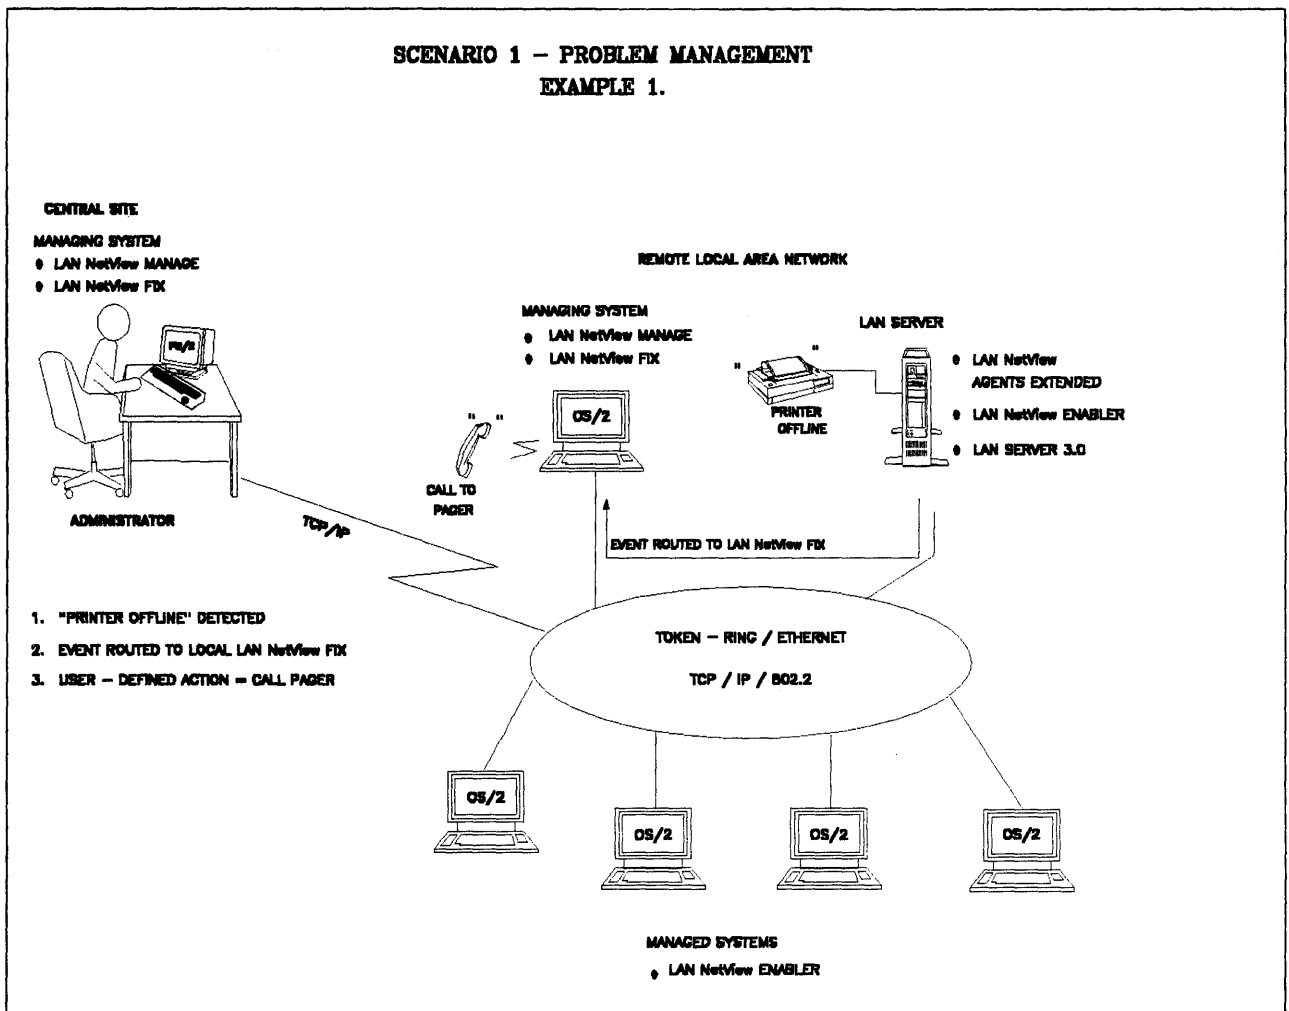 SCENARIO 1 – PROBLEM MANAGEMENT
EXAMPLE 1.
CENTRAL SITE
MANAGING SYSTEM
LAN NetView MANAGE
LAN NetView FIX
PS/2
ADMINISTRATOR
TCP/IP
REMOTE LOCAL AREA NETWORK
MANAGING SYSTEM
LAN NetView MANAGE
LAN NetView FIX
OS/2
" "
CALL TO
PAGER
" "
PRINTER
OFFLINE
LAN SERVER
LAN NetView
AGENTS EXTENDED
LAN NetView ENABLER
LAN SERVER 3.0
EVENT ROUTED TO LAN NetView FIX
1. "PRINTER OFFLINE" DETECTED
2. EVENT ROUTED TO LOCAL LAN NetView FIX
3. USER – DEFINED ACTION = CALL PAGER
TOKEN – RING / ETHERNET
TCP / IP / 802.2
OS/2
OS/2
OS/2
OS/2
MANAGED SYSTEMS
LAN NetView ENABLER